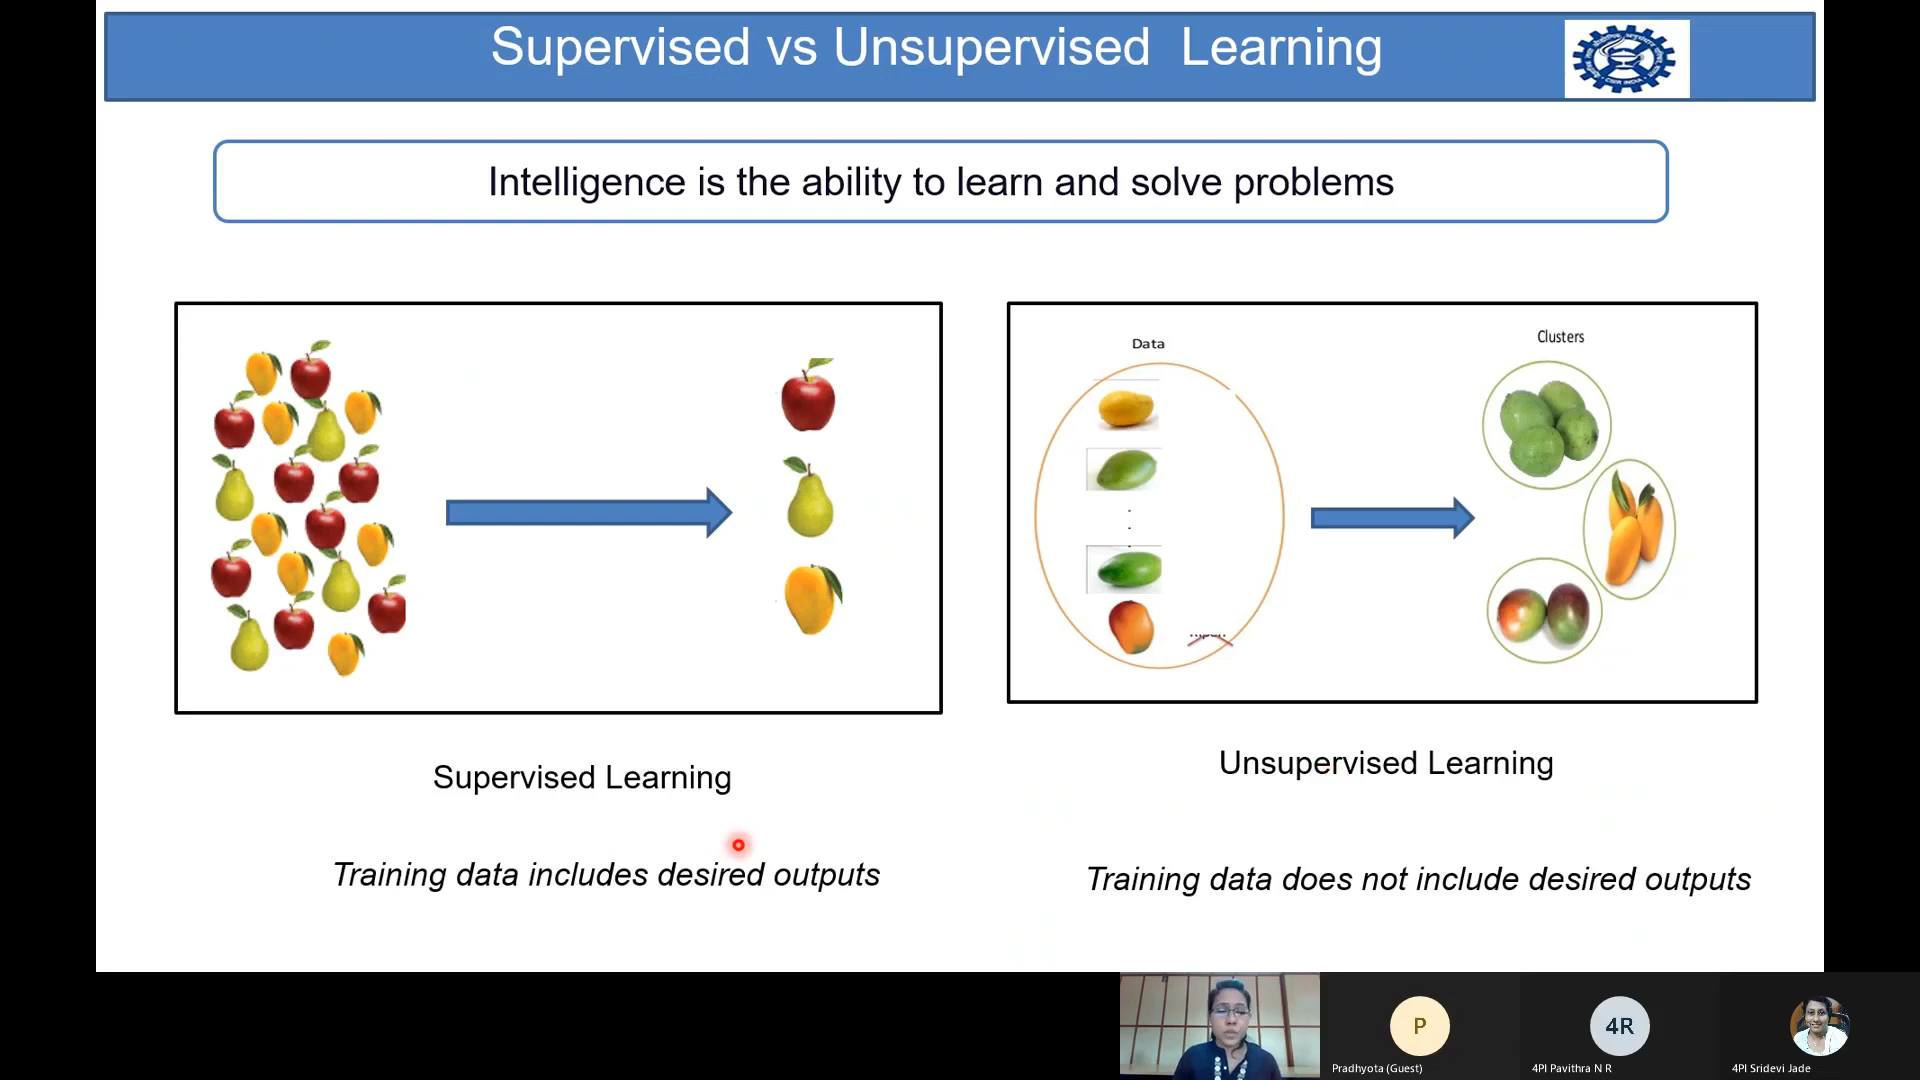 Supervised vs Unsupervised Learning
Intelligence is the ability to learn and solve problems
Data
Clusters
Supervised Learning
Unsupervised Learning
Training data includes desired outputs
Training data does not include desired outputs
P
4R
Pradhyota (Guest)
4PI Pavithra N R
4PI Sridevi Jade